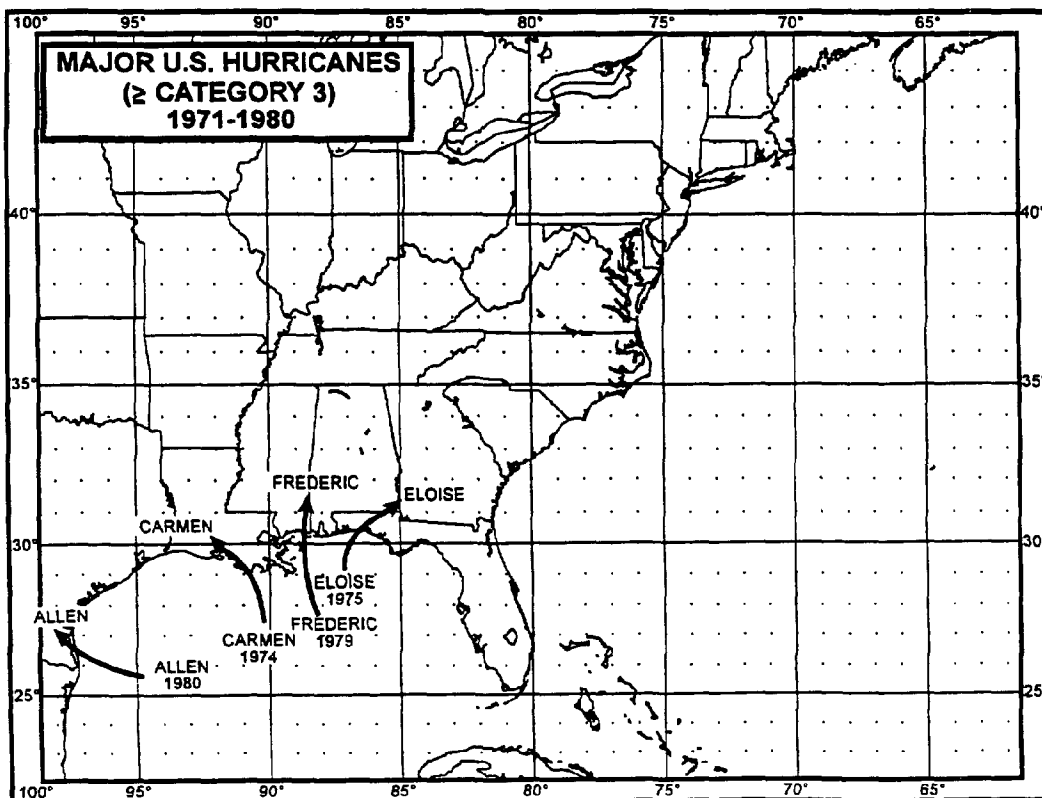 100° 95° 90° 85° 80° 75° 70° 65°
MAJOR U.S. HURRICANES
(≥ CATEGORY 3)
1971-1980
40° 40°
35° 35°
FREDERIC
ELOISE
CARMEN
30° 30°
ELOISE
1975
ALLEN
FREDERIC
1979
CARMEN
1974
ALLEN
1980
25° 25°
100° 95° 90° 85° 80° 75° 70° 65°